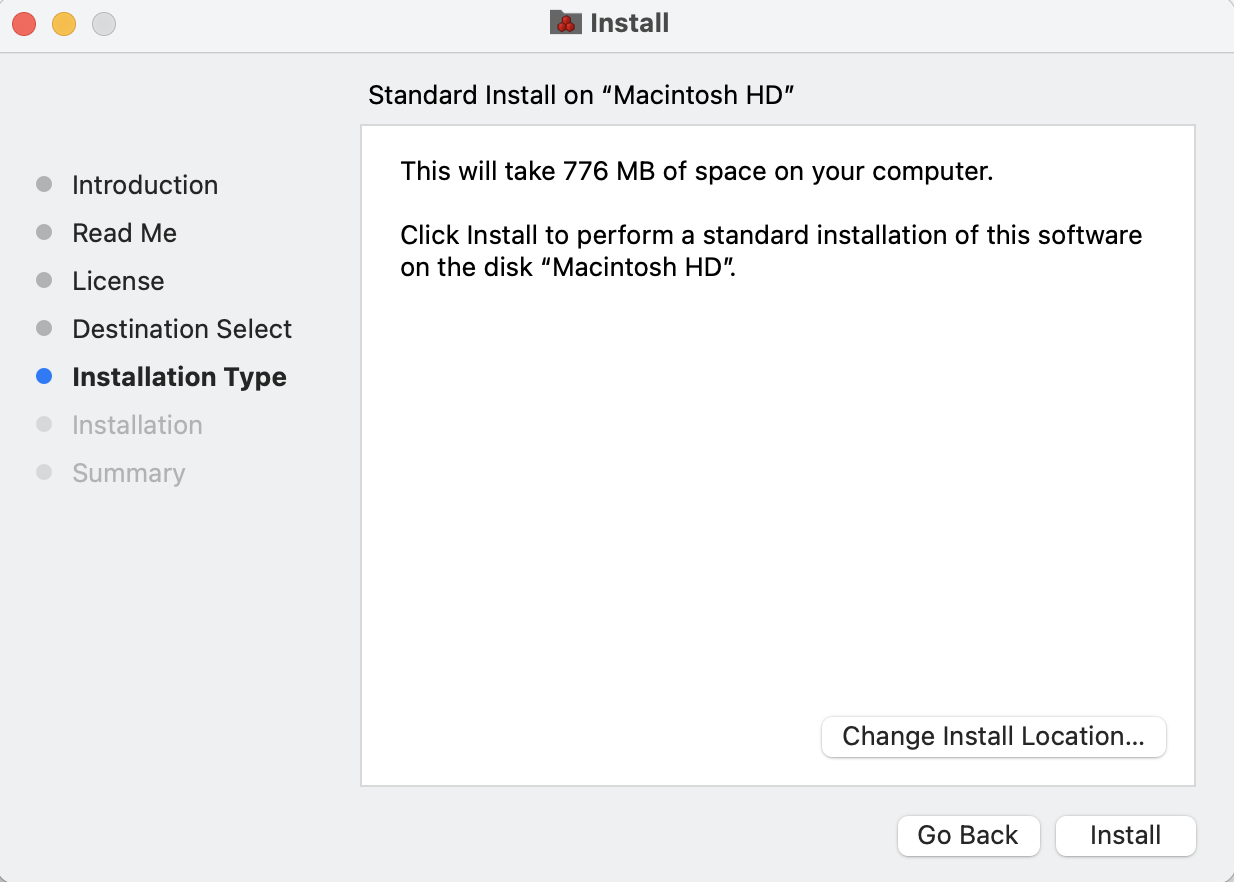 Install
Standard Install on “Macintosh HD”
Introduction
Read Me
License
Destination Select
Installation Type
Installation
Summary
This will take 776 MB of space on your computer.
Click Install to perform a standard installation of this software
on the disk “Macintosh HD”.
Change Install Location...
Go Back
Install